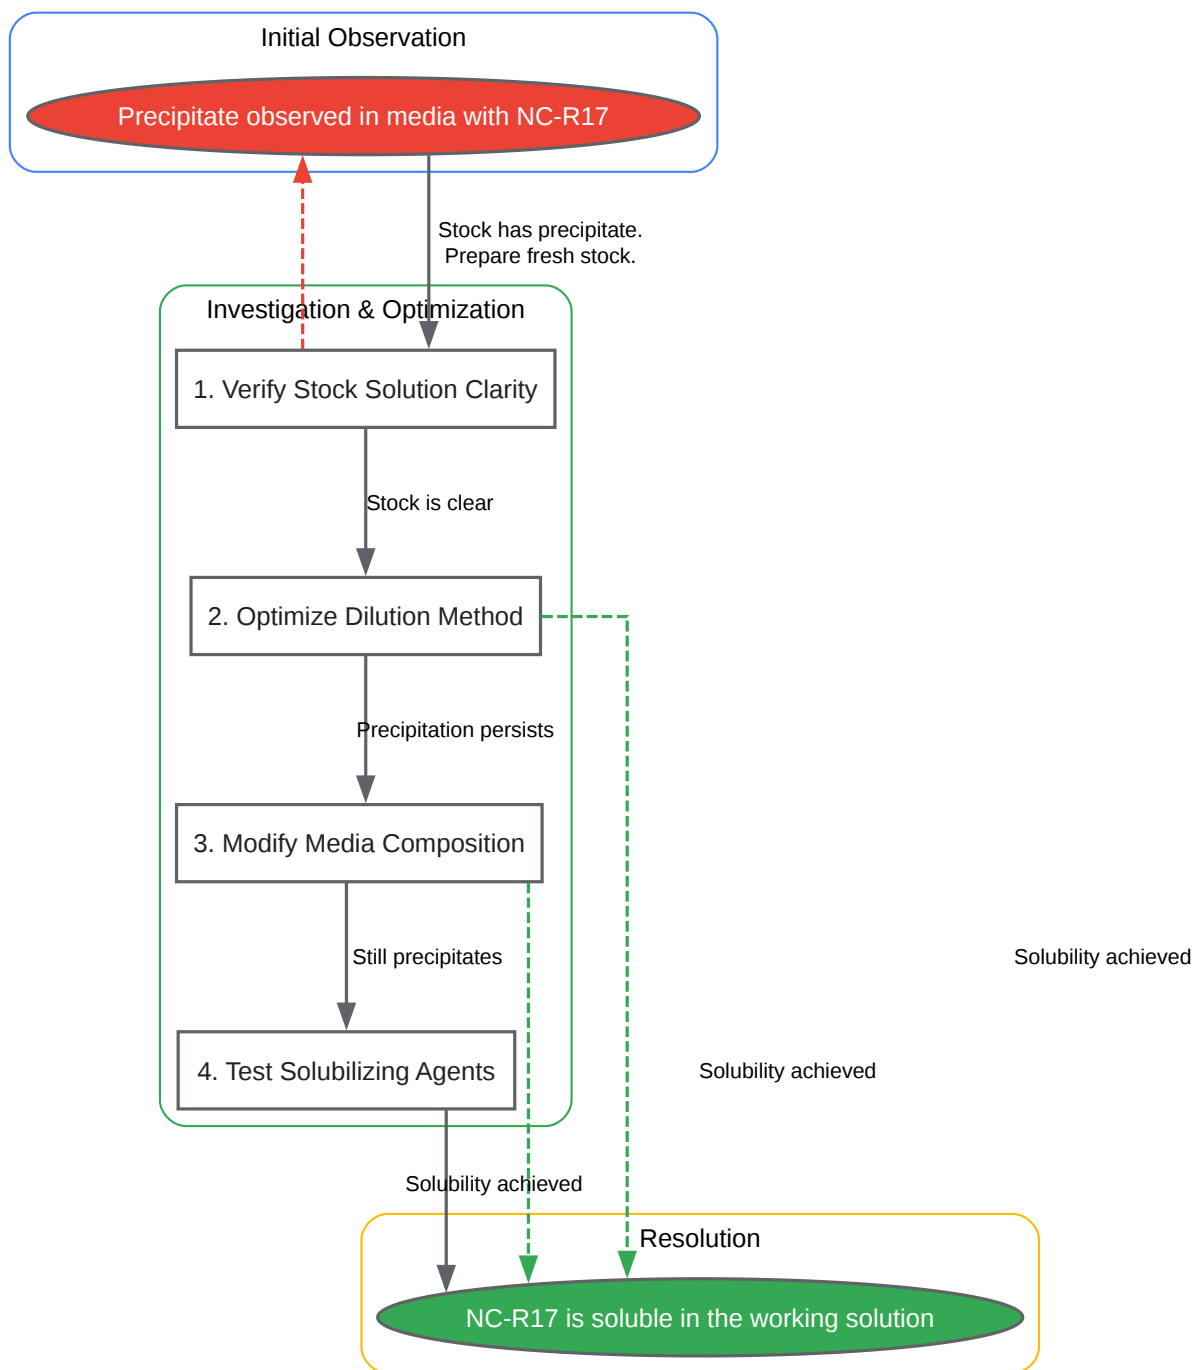 Initial Observation
Precipitate observed in media with NC-R17
Stock has precipitate.
Prepare fresh stock.
Investigation & Optimization
1. Verify Stock Solution Clarity
Stock is clear
2. Optimize Dilution Method
Precipitation persists
3. Modify Media Composition
Still precipitates
Solubility achieved
4. Test Solubilizing Agents
Solubility achieved
Solubility achieved
Resolution
NC-R17 is soluble in the working solution